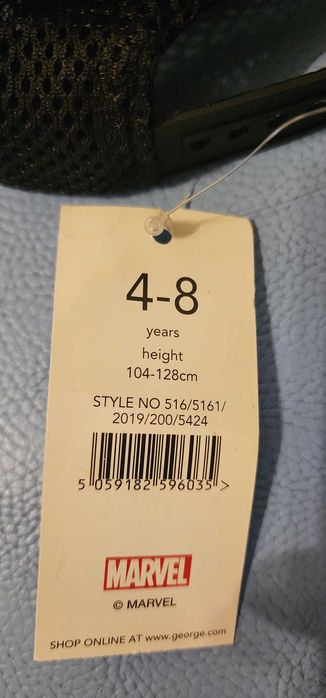 4-8
years
height
104-128cm
STYLE NO 516/5161/
2019/200/5424
5 059182 596035 >
MARVEL
© MARVEL
SHOP ONLINE AT www.george.com